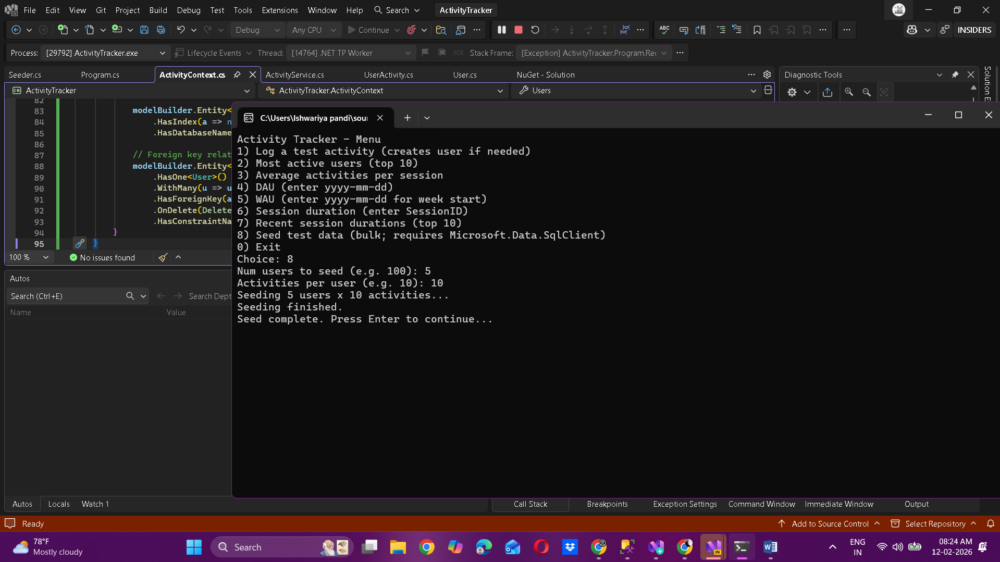 File Edit View Git Project Build Debug Test Tools Extensions Window Help Search ActivityTracker
Debug Any CPU Continue INSIDERS
Process: [29792] ActivityTracker.exe Lifecycle Events Thread: [14764] .NET TP Worker Stack Frame: [Exception] ActivityTracker.Program.Rec
Seeder.cs Program.cs ActivityContext.cs ActivityService.cs UserActivity.cs User.cs NuGet - Solution
Diagnostic Tools
Solution E
ActivityTracker ActivityTracker.ActivityContext Users
82
83 modelBuilder.Entity<
84 .HasIndex(a => n
85 .HasDatabaseName
86
87 // Foreign key relat
88 modelBuilder.Entity<
89 .HasOne<User>()
90 .WithMany(u => u
91 .HasForeignKey(a
92 .OnDelete(Delete
93 .HasConstraintNa
94 }
95 }
100 % No issues found
C:\Users\Ishwariya pandi\sour
Activity Tracker - Menu
1) Log a test activity (creates user if needed)
2) Most active users (top 10)
3) Average activities per session
4) DAU (enter yyyy-mm-dd)
5) WAU (enter yyyy-mm-dd for week start)
6) Session duration (enter SessionID)
7) Recent session durations (top 10)
8) Seed test data (bulk; requires Microsoft.Data.SqlClient)
0) Exit
Choice: 8
Num users to seed (e.g. 100): 5
Activities per user (e.g. 10): 10
Seeding 5 users x 10 activities...
Seeding finished.
Seed complete. Press Enter to continue...
Autos
Search (Ctrl+E) Search Dept
Name Value
Autos Locals Watch 1
Call Stack Breakpoints Exception Settings Command Window Immediate Window Output
Ready Add to Source Control Select Repository
78°F
Mostly cloudy
Search
ENG
IN
08:24 AM
12-02-2026